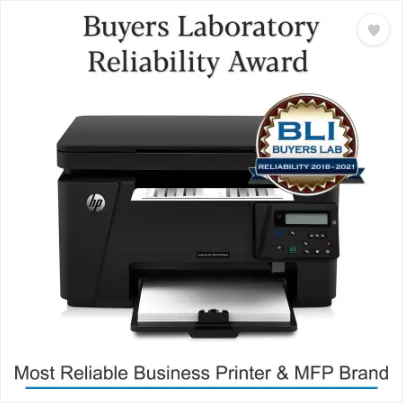 Buyers Laboratory
Reliability Award
BLI
BUYERS LAB
RELIABILITY 2018-2021
hp
Most Reliable Business Printer & MFP Brand